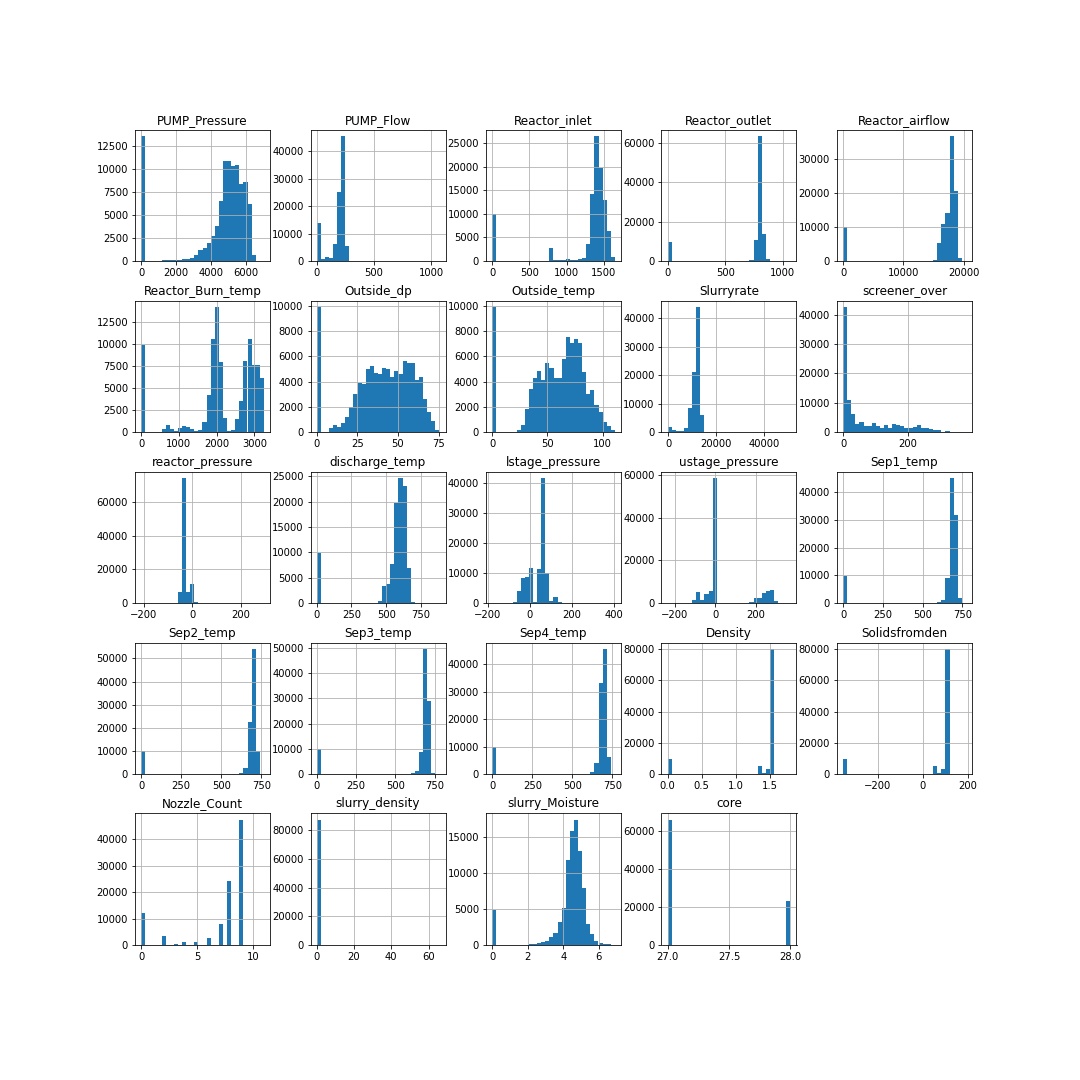 PUMP_Pressure PUMP_Flow Reactor_inlet Reactor_outlet Reactor_airflow
12500 10000 7500 5000 2500 0 0 2000 4000 6000
40000 30000 20000 10000 0 0 500 1000
25000 20000 15000 10000 5000 0 0 500 1000 1500
60000 40000 20000 0 0 500 1000
30000 20000 10000 0 0 10000 20000
Reactor_Burn_temp Outside_dp Outside_temp Slurryrate screener_over
12500 10000 7500 5000 2500 0 0 1000 2000 3000
10000 8000 6000 4000 2000 0 0 25 50 75
10000 8000 6000 4000 2000 0 0 50 100
40000 30000 20000 10000 0 0 20000 40000
40000 30000 20000 10000 0 0 200
reactor_pressure discharge_temp lstage_pressure ustage_pressure Sep1_temp
60000 40000 20000 0 −200 0 200
25000 20000 15000 10000 5000 0 0 250 500 750
40000 30000 20000 10000 0 −200 0 200 400
60000 40000 20000 0 −200 0 200
40000 30000 20000 10000 0 0 250 500 750
Sep2_temp Sep3_temp Sep4_temp Density Solidsfromden
50000 40000 30000 20000 10000 0 0 250 500 750
50000 40000 30000 20000 10000 0 0 250 500 750
40000 30000 20000 10000 0 0 250 500 750
80000 60000 40000 20000 0 0.0 0.5 1.0 1.5
80000 60000 40000 20000 0 −200 0 200
Nozzle_Count slurry_density slurry_Moisture core
40000 30000 20000 10000 0 0 5 10
80000 60000 40000 20000 0 0 20 40 60
15000 10000 5000 0 0 2 4 6
60000 40000 20000 0 27.0 27.5 28.0